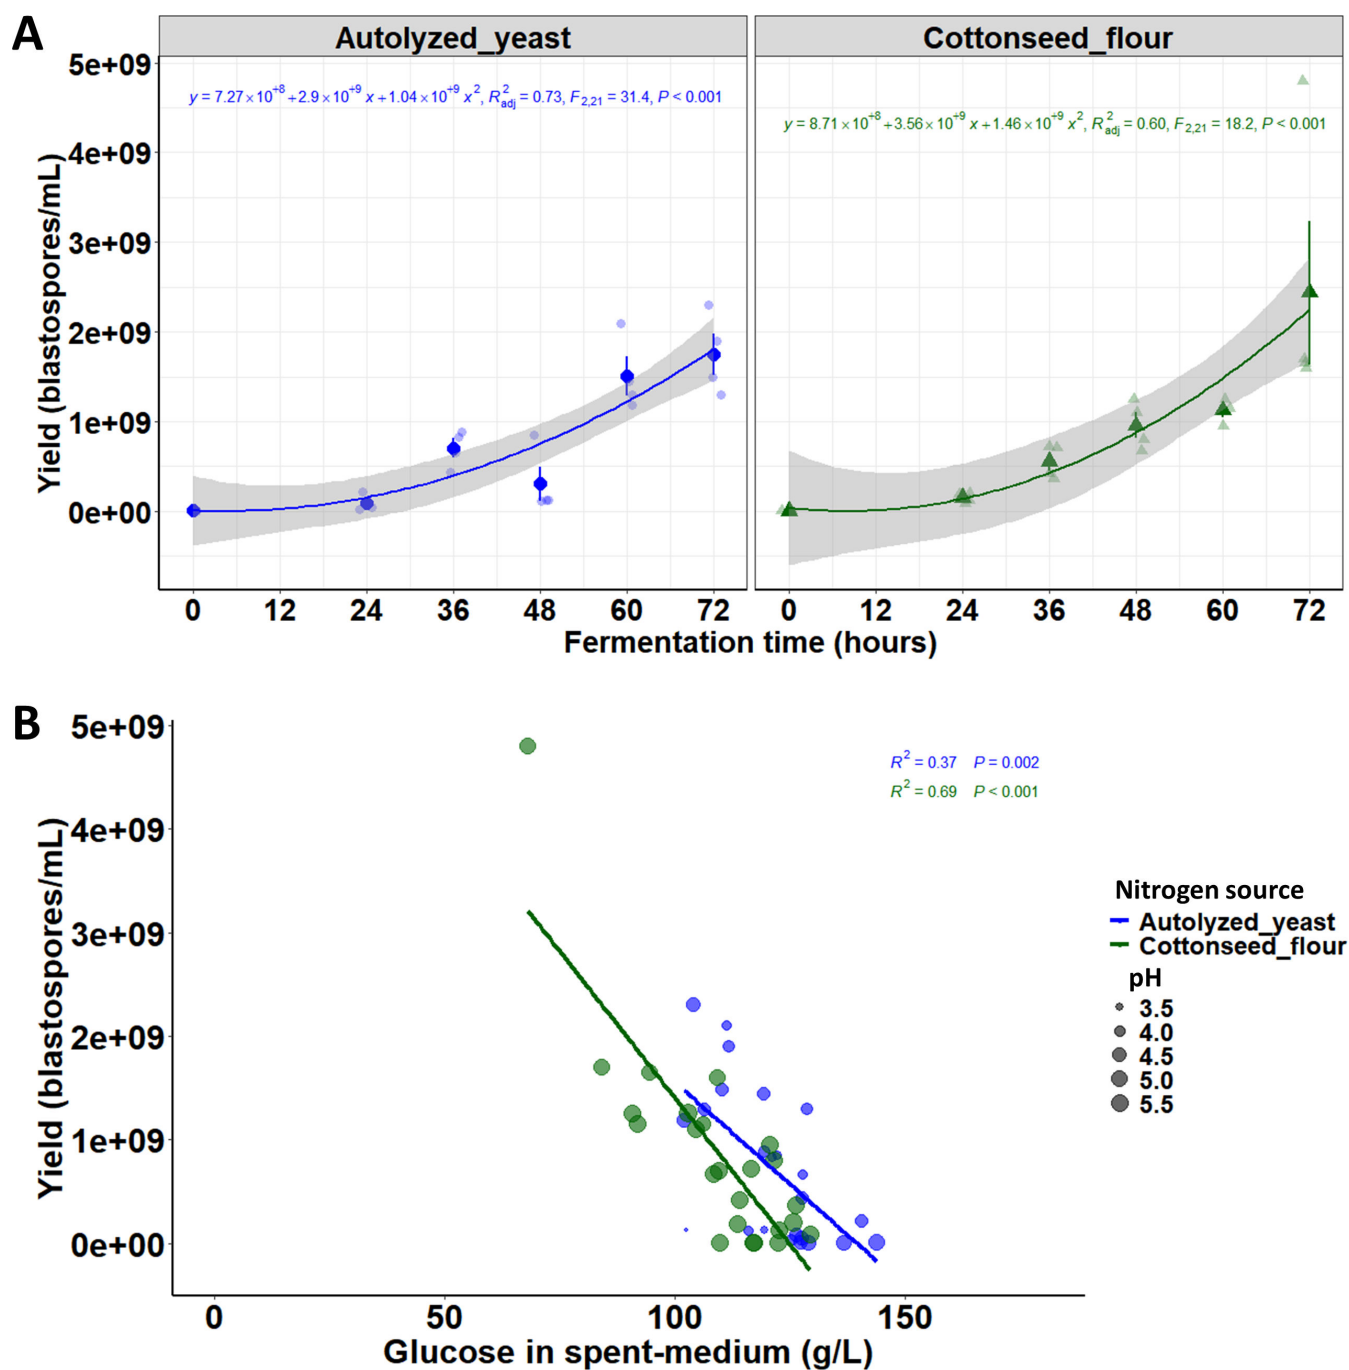 A
Autolyzed_yeast
Cottonseed_flour
5e+09
4e+09
3e+09
2e+09
1e+09
0e+00
Yield (blastospores/mL)
y = 7.27×10⁺⁸ +2.9×10⁺⁹ x+1.04×10⁺⁹ x², R²adj = 0.73, F2,21 = 31.4, P < 0.001
y = 8.71×10⁺⁸ +3.56×10⁺⁹ x+1.46×10⁺⁹ x², R²adj = 0.60, F2,21 = 18.2, P < 0.001
0 12 24 36 48 60 72
0 12 24 36 48 60 72
Fermentation time (hours)
B
5e+09
4e+09
3e+09
2e+09
1e+09
0e+00
Yield (blastospores/mL)
R² = 0.37 P = 0.002
R² = 0.69 P < 0.001
0 50 100 150
Glucose in spent-medium (g/L)
Nitrogen source
Autolyzed_yeast
Cottonseed_flour
pH
3.5
4.0
4.5
5.0
5.5